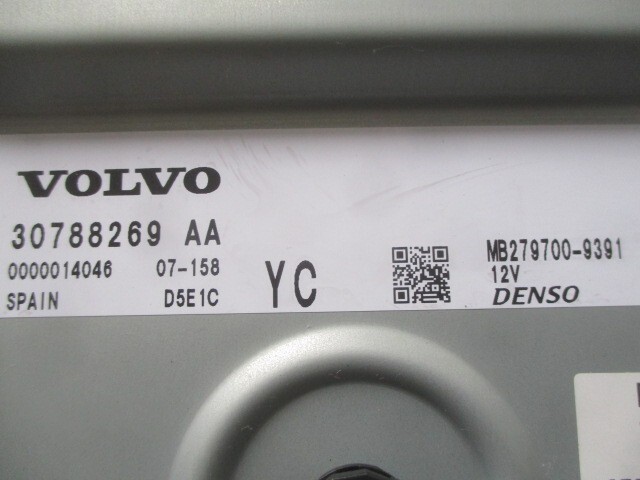 VOLVO
30788269 AA
0000014046 07-158
SPAIN D5E1C
YC
MB279700-9391
12V
DENSO